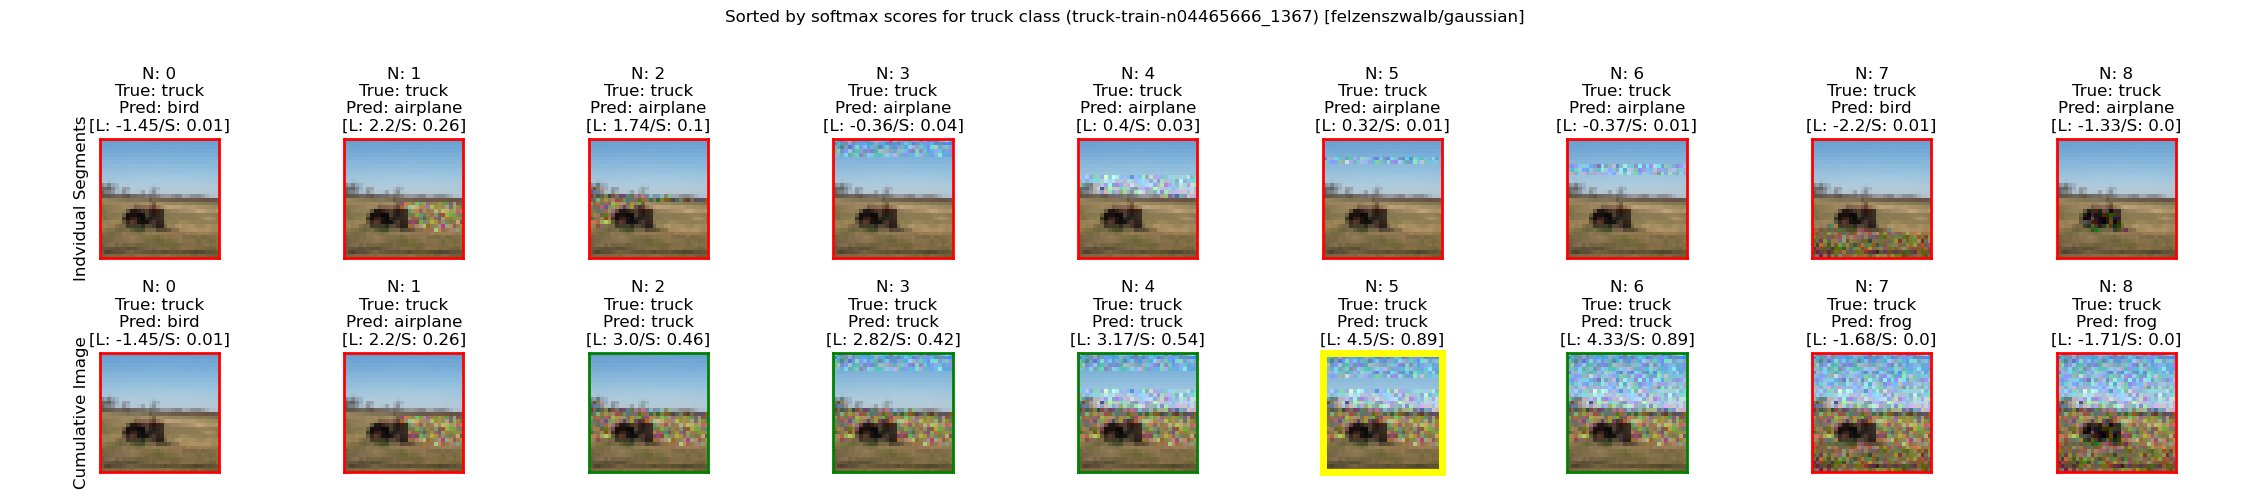 Sorted by softmax scores for truck class (truck-train-n04465666_1367) [felzenszwalb/gaussian]
Indvidual Segments
N: 0
True: truck
Pred: bird
[L: -1.45/S: 0.01]
N: 1
True: truck
Pred: airplane
[L: 2.2/S: 0.26]
N: 2
True: truck
Pred: airplane
[L: 1.74/S: 0.1]
N: 3
True: truck
Pred: airplane
[L: -0.36/S: 0.04]
N: 4
True: truck
Pred: airplane
[L: 0.4/S: 0.03]
N: 5
True: truck
Pred: airplane
[L: 0.32/S: 0.01]
N: 6
True: truck
Pred: airplane
[L: -0.37/S: 0.01]
N: 7
True: truck
Pred: bird
[L: -2.2/S: 0.01]
N: 8
True: truck
Pred: airplane
[L: -1.33/S: 0.0]
Cumulative Image
N: 0
True: truck
Pred: bird
[L: -1.45/S: 0.01]
N: 1
True: truck
Pred: airplane
[L: 2.2/S: 0.26]
N: 2
True: truck
Pred: truck
[L: 3.0/S: 0.46]
N: 3
True: truck
Pred: truck
[L: 2.82/S: 0.42]
N: 4
True: truck
Pred: truck
[L: 3.17/S: 0.54]
N: 5
True: truck
Pred: truck
[L: 4.5/S: 0.89]
N: 6
True: truck
Pred: truck
[L: 4.33/S: 0.89]
N: 7
True: truck
Pred: frog
[L: -1.68/S: 0.0]
N: 8
True: truck
Pred: frog
[L: -1.71/S: 0.0]